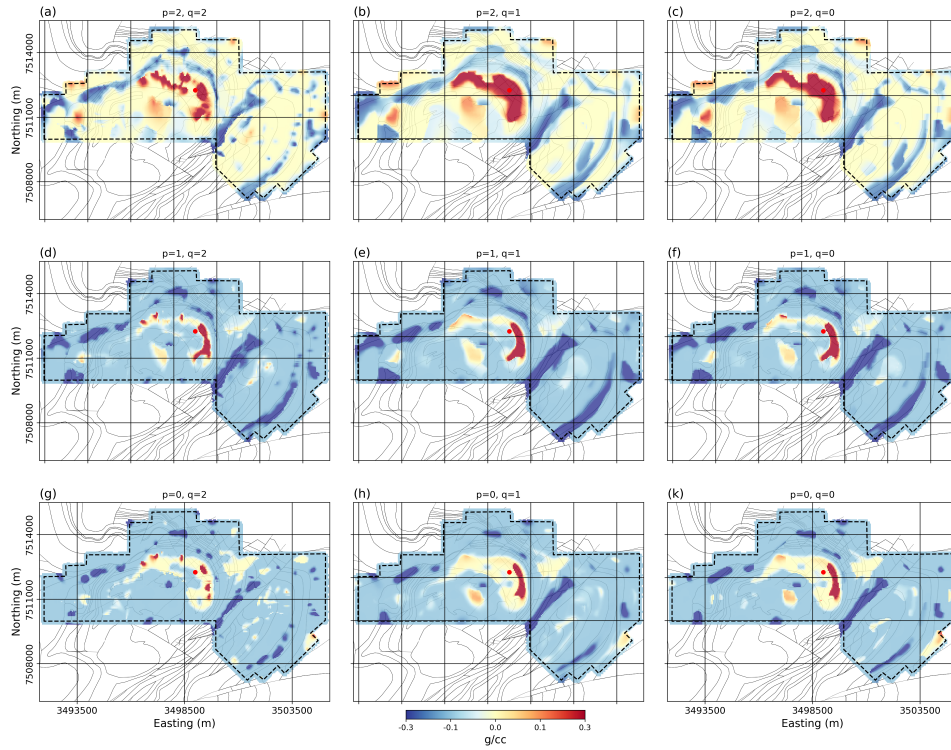 (a) p=2, q=2
(b) p=2, q=1
(c) p=2, q=0
Northing (m)
7514000
7511000
7508000
(d) p=1, q=2
(e) p=1, q=1
(f) p=1, q=0
Northing (m)
7514000
7511000
7508000
(g) p=0, q=2
(h) p=0, q=1
(k) p=0, q=0
Northing (m)
7514000
7511000
7508000
3493500 3498500 3503500
Easting (m)
-0.3 -0.1 0.0 0.1 0.3
g/cc
3493500 3498500 3503500
Easting (m)